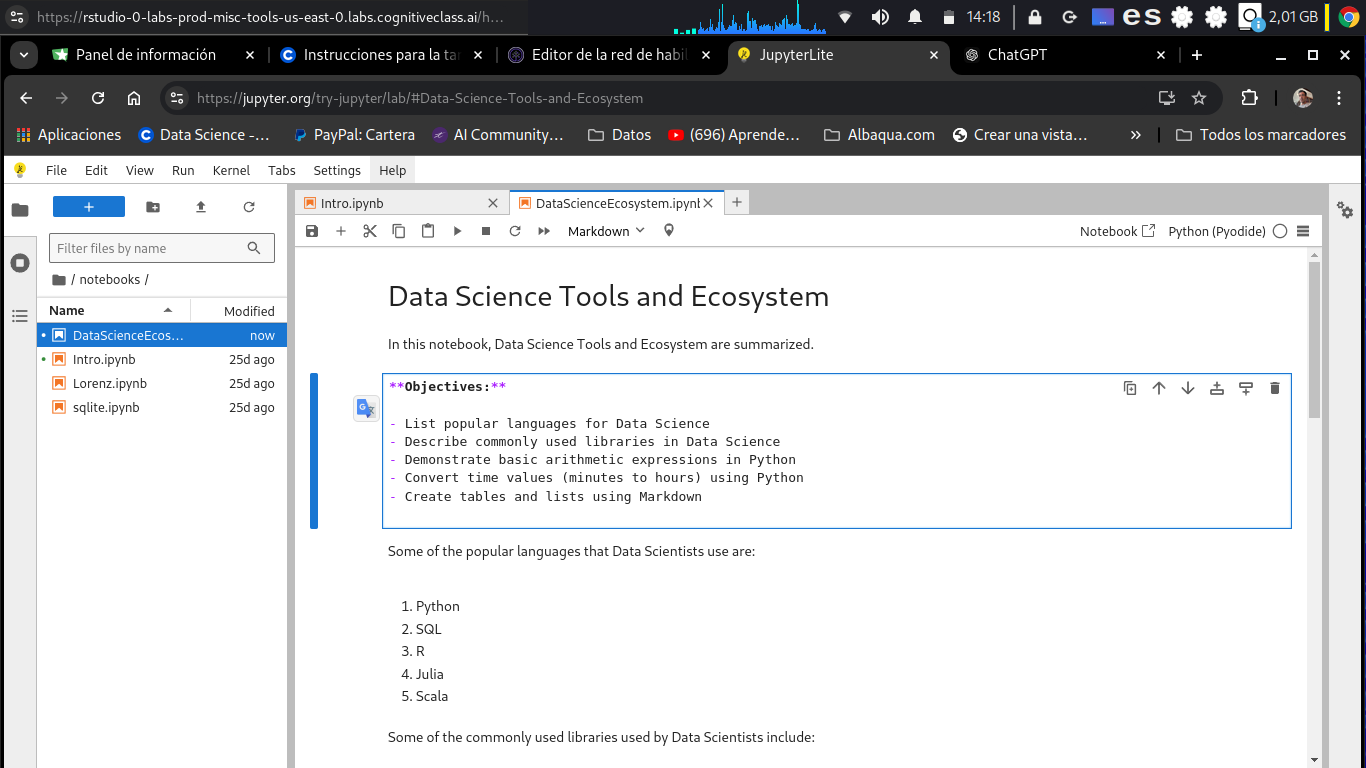 https://rstudio-0-labs-prod-misc-tools-us-east-0.labs.cognitiveclass.ai/h...
14:18
es
2,01 GB
Panel de información
Instrucciones para la tar
Editor de la red de habil
JupyterLite
ChatGPT
https://jupyter.org/try-jupyter/lab/#Data-Science-Tools-and-Ecosystem
Aplicaciones
Data Science -...
PayPal: Cartera
AI Community...
Datos
(696) Aprende...
Albaqua.com
Crear una vista...
Todos los marcadores
File Edit View Run Kernel Tabs Settings Help
Intro.ipynb
DataScienceEcosystem.ipynb
Filter files by name
Markdown
Notebook
Python (Pyodide)
/ notebooks /
Name Modified
DataScienceEcos... now
Intro.ipynb 25d ago
Lorenz.ipynb 25d ago
sqlite.ipynb 25d ago
Data Science Tools and Ecosystem
In this notebook, Data Science Tools and Ecosystem are summarized.
**Objectives:**
- List popular languages for Data Science
- Describe commonly used libraries in Data Science
- Demonstrate basic arithmetic expressions in Python
- Convert time values (minutes to hours) using Python
- Create tables and lists using Markdown
Some of the popular languages that Data Scientists use are:
1. Python
2. SQL
3. R
4. Julia
5. Scala
Some of the commonly used libraries used by Data Scientists include: